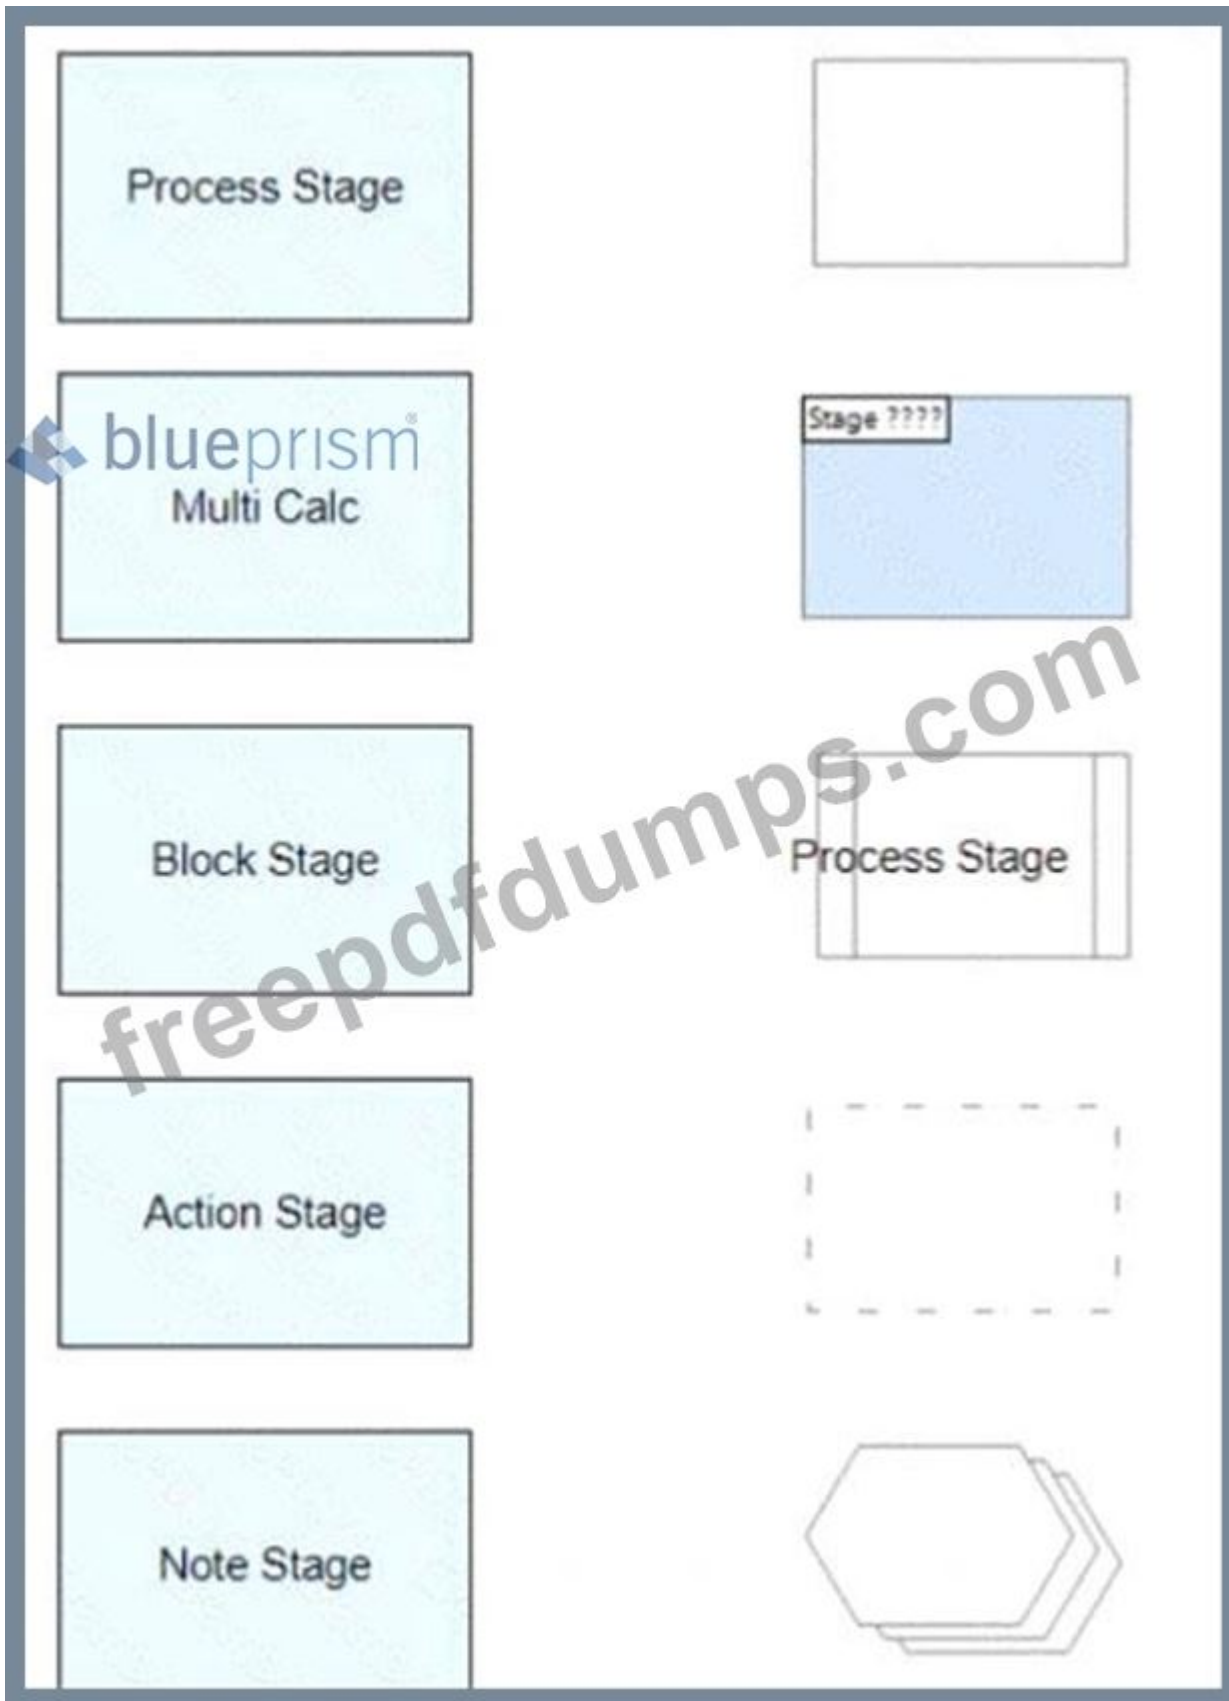 Process Stage
blueprism®
Multi Calc
Stage ????
Block Stage
Process Stage
freepdfdumps.com
Action Stage
Note Stage